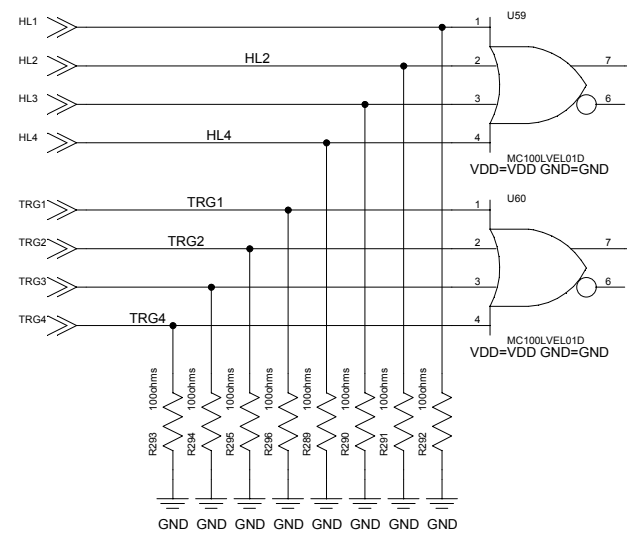 HL1
1
U59
HL2
HL2
2
7
HL3
3
6
HL4
HL4
4
MC100LVEL01D
VDD=VDD GND=GND
TRG1
TRG1
1
U60
TRG2
TRG2
2
7
TRG3
3
6
TRG4
TRG4
4
MC100LVEL01D
VDD=VDD GND=GND
100ohms
100ohms
100ohms
100ohms
100ohms
100ohms
100ohms
100ohms
R293
R294
R295
R296
R289
R290
R291
R292
GND GND GND GND GND GND GND GND